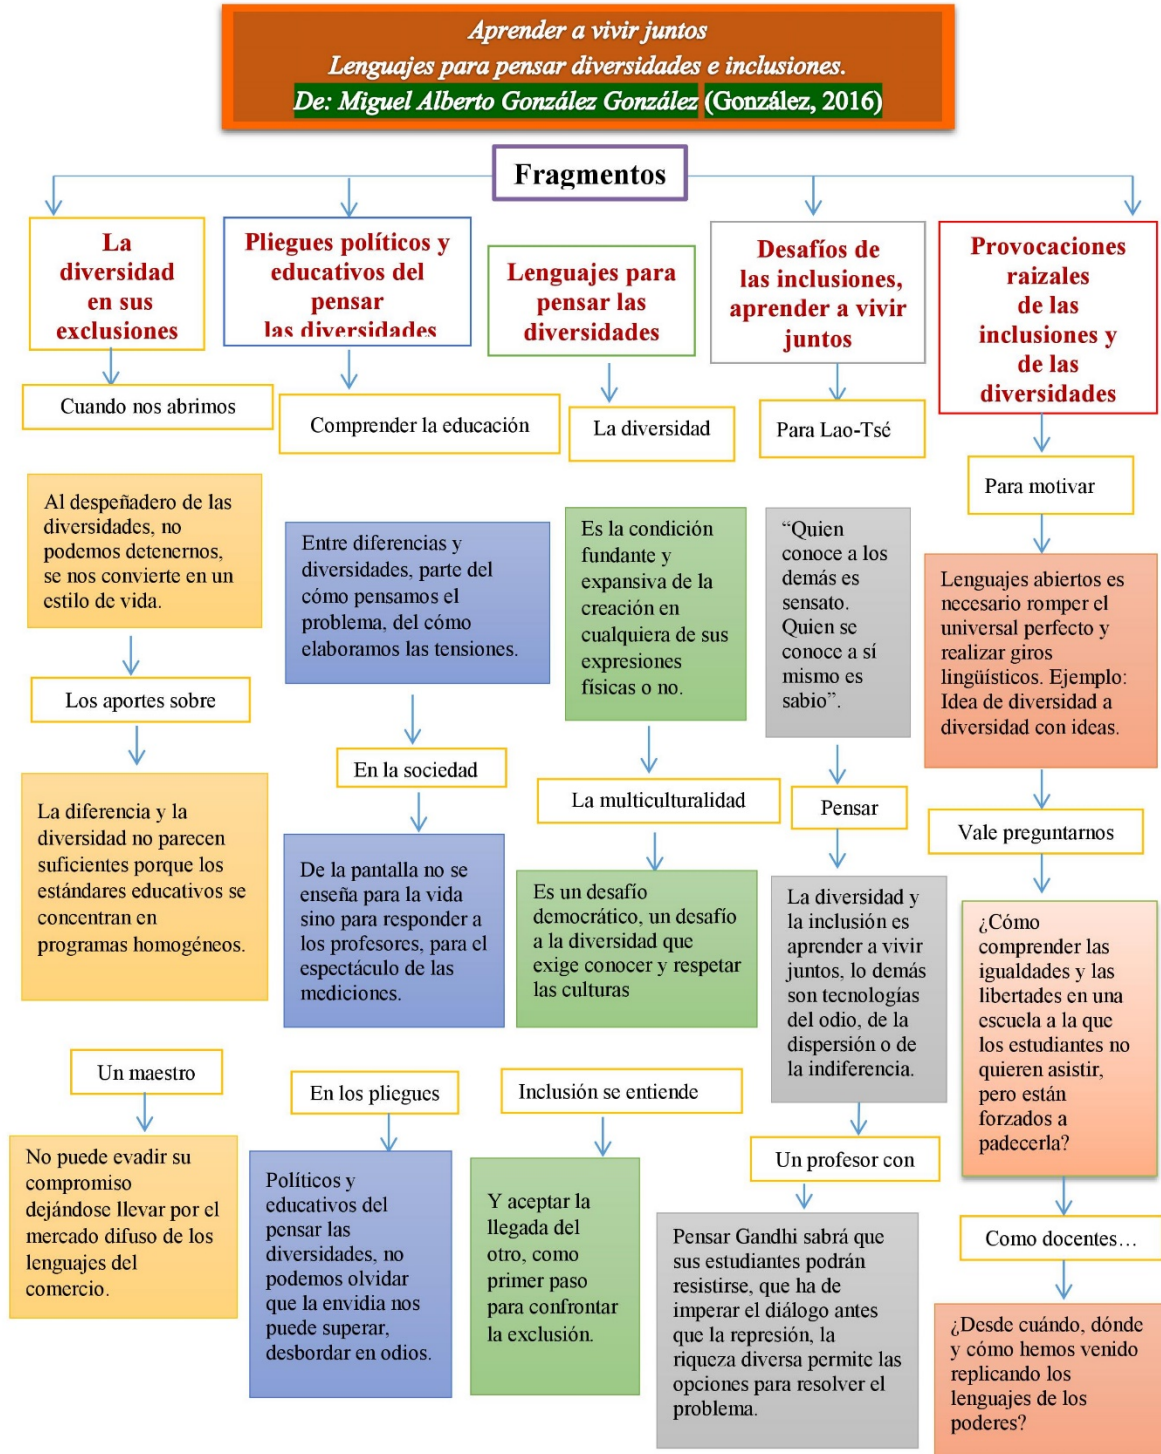 Aprender a vivir juntos
Lenguajes para pensar diversidades e inclusiones.
De: Miguel Alberto González González (González, 2016)
Fragmentos
La
diversidad
en sus
exclusiones
Cuando nos abrimos
Al despeñadero de las
diversidades, no
podemos detenernos,
se nos convierte en un
estilo de vida.
Los aportes sobre
La diferencia y la
diversidad no parecen
suficientes porque los
estándares educativos se
concentran en
programas homogéneos.
Un maestro
No puede evadir su
compromiso
dejándose llevar por el
mercado difuso de los
lenguajes del
comercio.
Pliegues políticos y
educativos del
pensar
las diversidades
Comprender la educación
Entre diferencias y
diversidades, parte del
cómo pensamos el
problema, del cómo
elaboramos las tensiones.
En la sociedad
De la pantalla no se
enseña para la vida
sino para responder a
los profesores, para el
espectáculo de las
mediciones.
En los pliegues
Políticos y
educativos del
pensar las
diversidades, no
podemos olvidar
que la envidia nos
puede superar,
desbordar en odios.
Lenguajes para
pensar las
diversidades
La diversidad
Es la condición
fundante y
expansiva de la
creación en
cualquiera de sus
expresiones
físicas o no.
La multiculturalidad
Es un desafío
democrático, un desafío
a la diversidad que
exige conocer y respetar
las culturas
Inclusión se entiende
Y aceptar la
llegada del
otro, como
primer paso
para confrontar
la exclusión.
Desafíos de
las inclusiones,
aprender a vivir
juntos
Para Lao-Tsé
“Quien
conoce a los
demás es
sensato.
Quien se
conoce a sí
mismo es
sabio”.
Pensar
La diversidad y
la inclusión es
aprender a vivir
juntos, lo demás
son tecnologías
del odio, de la
dispersión o de
la indiferencia.
Un profesor con
Pensar Gandhi sabrá que
sus estudiantes podrán
resistirse, que ha de
imperar el diálogo antes
que la represión, la
riqueza diversa permite las
opciones para resolver el
problema.
Provocaciones
raizales
de las
inclusiones y
de las
diversidades
Para motivar
Lenguajes abiertos es
necesario romper el
universal perfecto y
realizar giros
lingüísticos. Ejemplo:
Idea de diversidad a
diversidad con ideas.
Vale preguntarnos
¿Cómo
comprender las
igualdades y las
libertades en una
escuela a la que
los estudiantes no
quieren asistir,
pero están
forzados a
padecerla?
Como docentes…
¿Desde cuándo, dónde
y cómo hemos venido
replicando los
lenguajes de los
poderes?